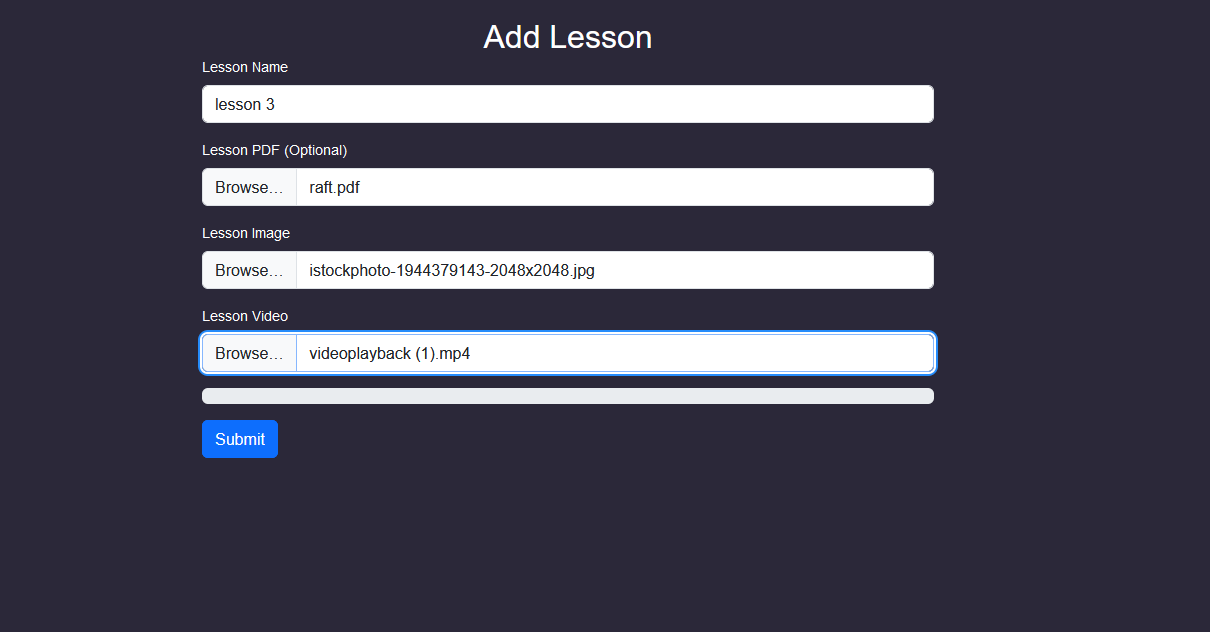 Add Lesson
Lesson Name
lesson 3
Lesson PDF (Optional)
Browse... raft.pdf
Lesson Image
Browse... istockphoto-1944379143-2048x2048.jpg
Lesson Video
Browse... videoplayback (1).mp4
Submit